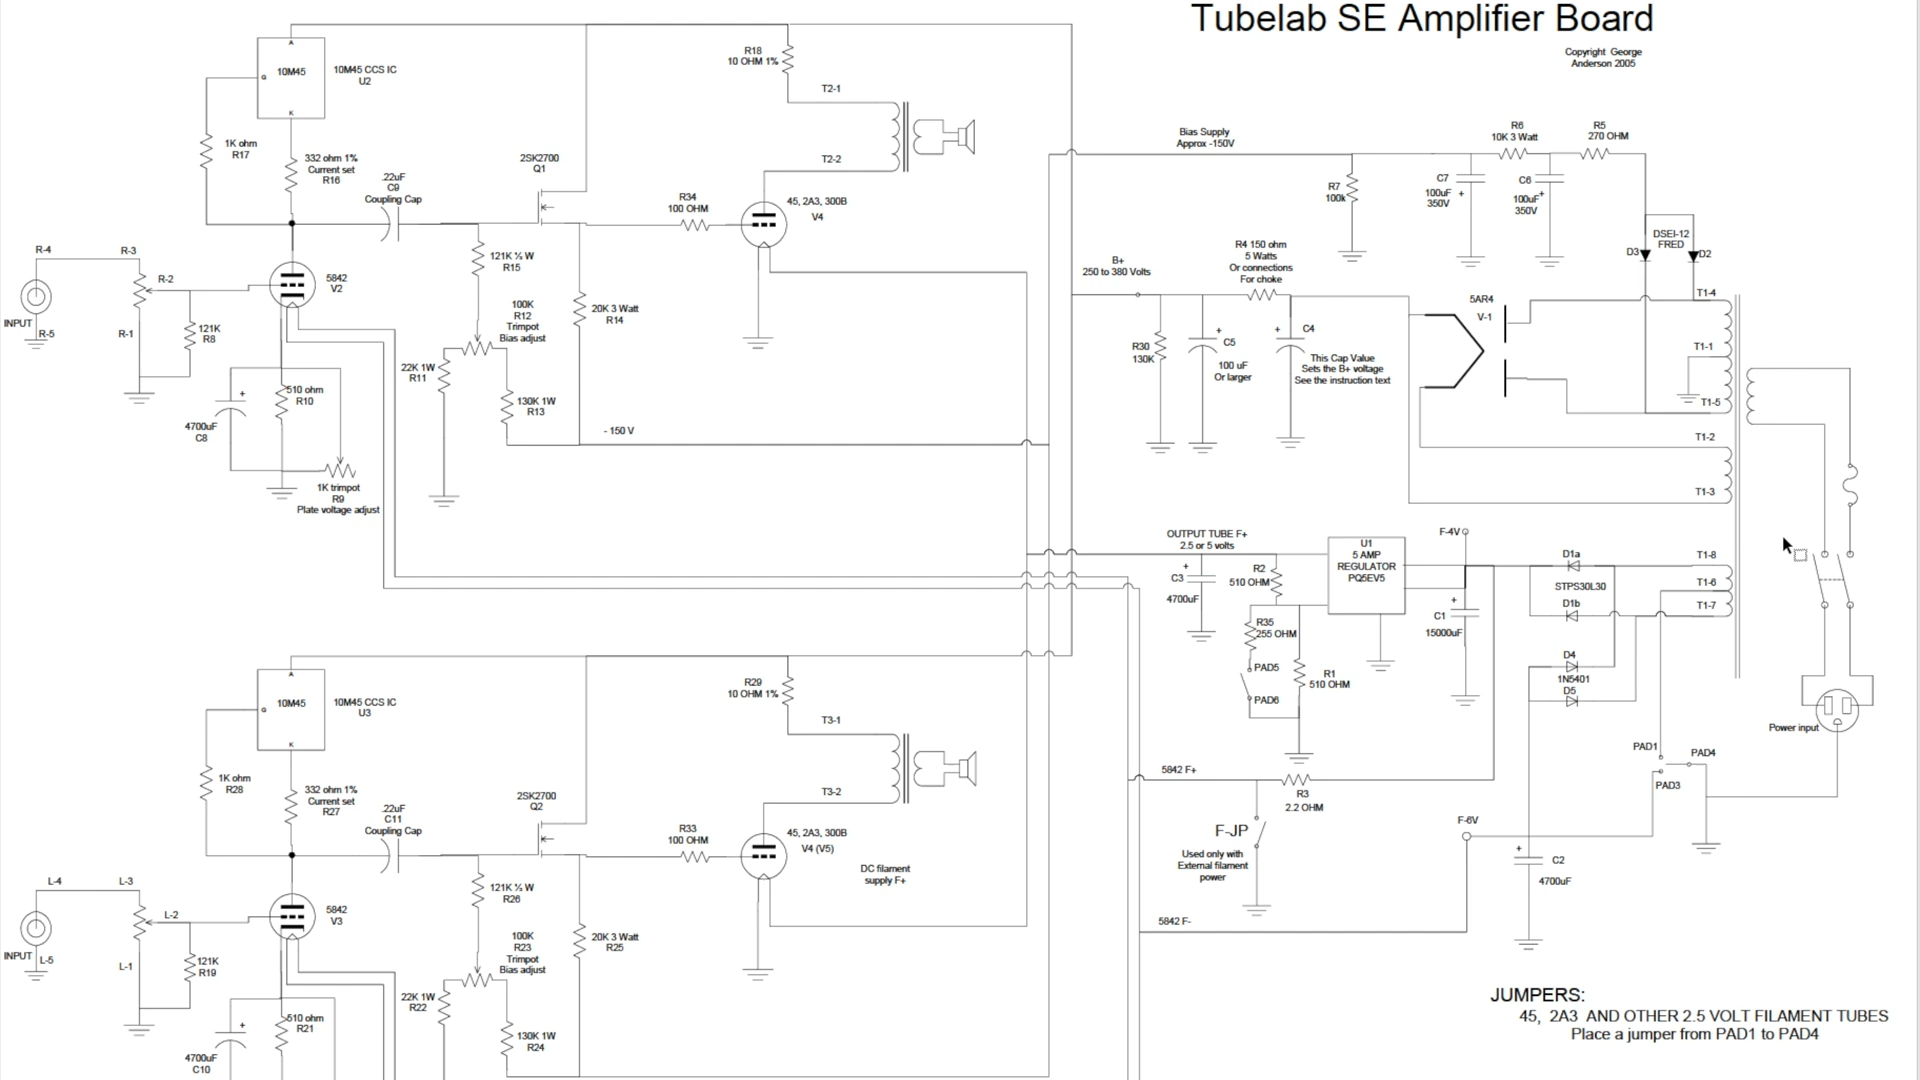 Tubelab SE Amplifier Board
Copyright George
Anderson 2005
10M45
A
G
K
10M45 CCS IC
U2
1K ohm
R17
332 ohm 1%
Current set
R16
.22uF
C9
Coupling Cap
2SK2700
Q1
R18
10 OHM 1%
T2-1
T2-2
R34
100 OHM
45, 2A3, 300B
V4
R-4
R-3
R-2
INPUT
R-5
R-1
121K
R8
5842
V2
121K ½ W
R15
100K
R12
Trimpot
Bias adjust
20K 3 Watt
R14
22K 1W
R11
130K 1W
R13
- 150 V
510 ohm
R10
+
4700uF
C8
1K trimpot
R9
Plate voltage adjust
Bias Supply
Approx -150V
R7
100k
C7
100uF
350V
+
R6
10K 3 Watt
C6
100uF
350V
+
R5
270 OHM
DSEI-12
FRED
D3
D2
B+
250 to 380 Volts
R4 150 ohm
5 Watts
Or connections
For choke
R30
130K
+
C5
100 uF
Or larger
+
C4
This Cap Value
Sets the B+ voltage
See the instruction text
5AR4
V-1
T1-4
T1-1
T1-5
T1-2
T1-3
OUTPUT TUBE F+
2.5 or 5 volts
+
C3
4700uF
R2
510 OHM
U1
5 AMP
REGULATOR
PQ5EV5
F-4V
+
C1
15000uF
D1a
STPS30L30
D1b
T1-8
T1-6
T1-7
R35
255 OHM
PAD5
PAD6
R1
510 OHM
D4
1N5401
D5
PAD1
PAD4
PAD3
Power input
5842 F+
R3
2.2 OHM
F-JP
Used only with
External filament
power
F-6V
+
C2
4700uF
5842 F-
10M45
A
G
K
10M45 CCS IC
U3
1K ohm
R28
332 ohm 1%
Current set
R27
.22uF
C11
Coupling Cap
2SK2700
Q2
R29
10 OHM 1%
T3-1
T3-2
R33
100 OHM
45, 2A3, 300B
V4 (V5)
DC filament
supply F+
L-4
L-3
L-2
INPUT
L-5
L-1
121K
R19
5842
V3
121K ½ W
R26
100K
R23
Trimpot
Bias adjust
20K 3 Watt
R25
22K 1W
R22
130K 1W
R24
510 ohm
R21
+
4700uF
C10
JUMPERS:
45, 2A3 AND OTHER 2.5 VOLT FILAMENT TUBES
Place a jumper from PAD1 to PAD4